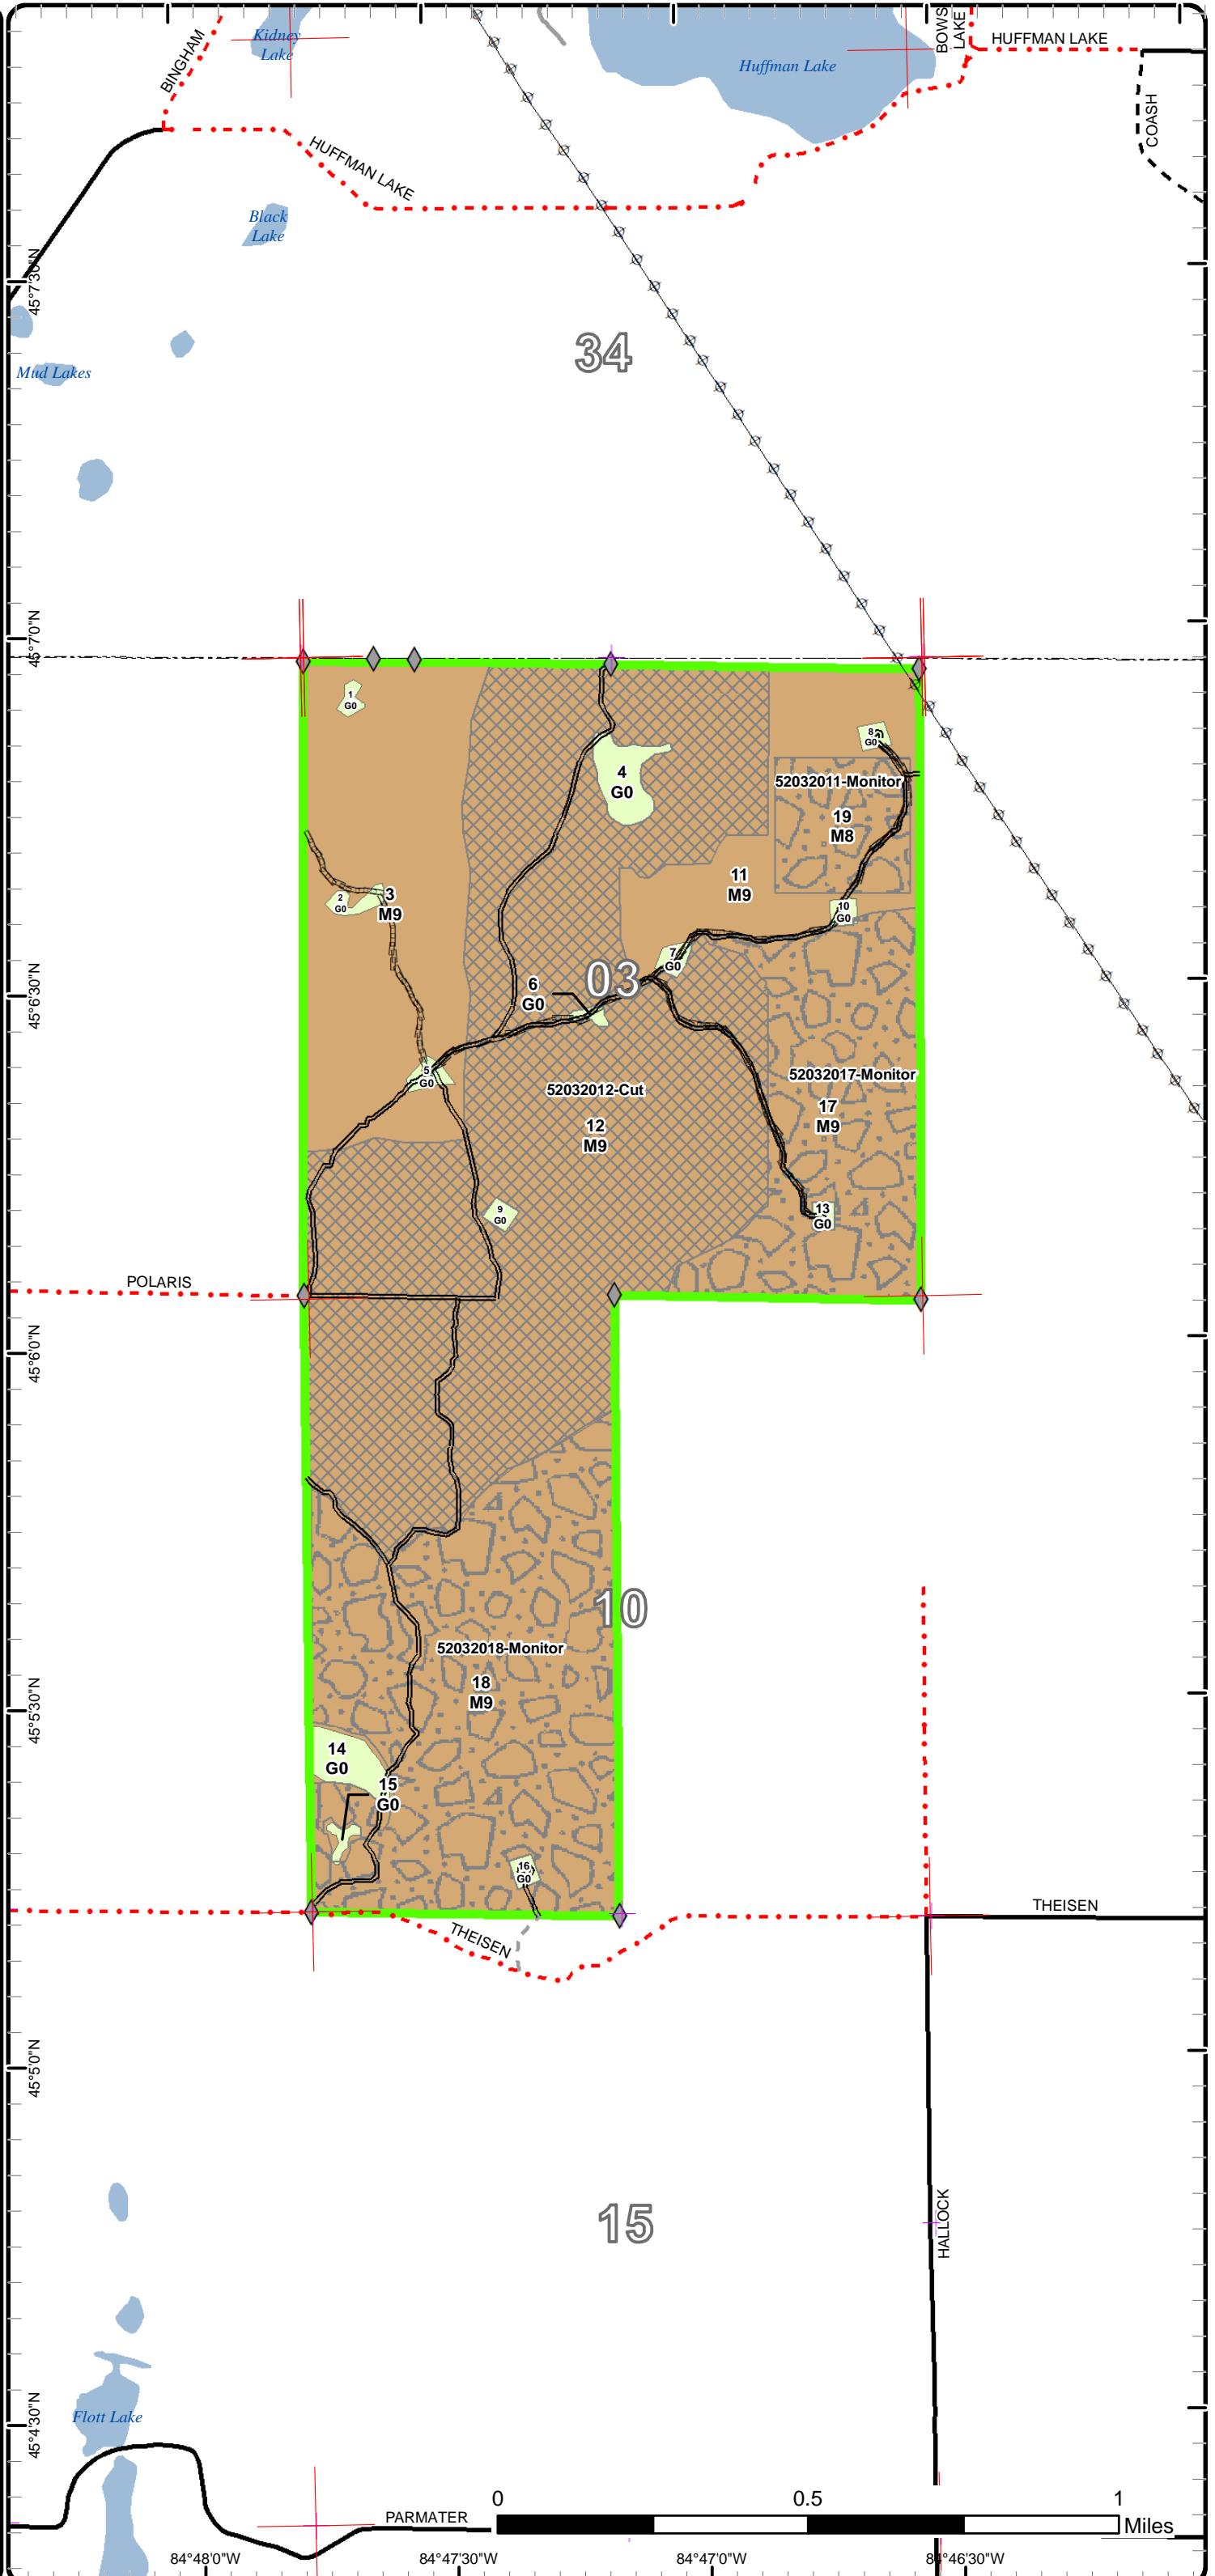 BINGHAM
Kidney
Lake
Huffman Lake
BOWS
LAKE
HUFFMAN LAKE
COASH
HUFFMAN LAKE
Black
Lake
45°7'30"N
34
Mud Lakes
45°7'0"N
1
G0
4
G0
8
G0
52032011-Monitor
19
M8
11
M9
2
G0
3
M9
10
G0
7
G0
03
6
G0
45°6'30"N
5
G0
52032012-Cut
12
M9
52032017-Monitor
17
M9
9
G0
13
G0
POLARIS
45°6'0"N
10
52032018-Monitor
18
M9
45°5'30"N
14
G0
15
G0
16
G0
THEISEN
THEISEN
45°5'0"N
15
HALLOCK
45°4'30"N
Flott Lake
PARMATER
0 0.5 1
Miles
84°48'0"W 84°47'30"W 84°47'0"W 84°46'30"W